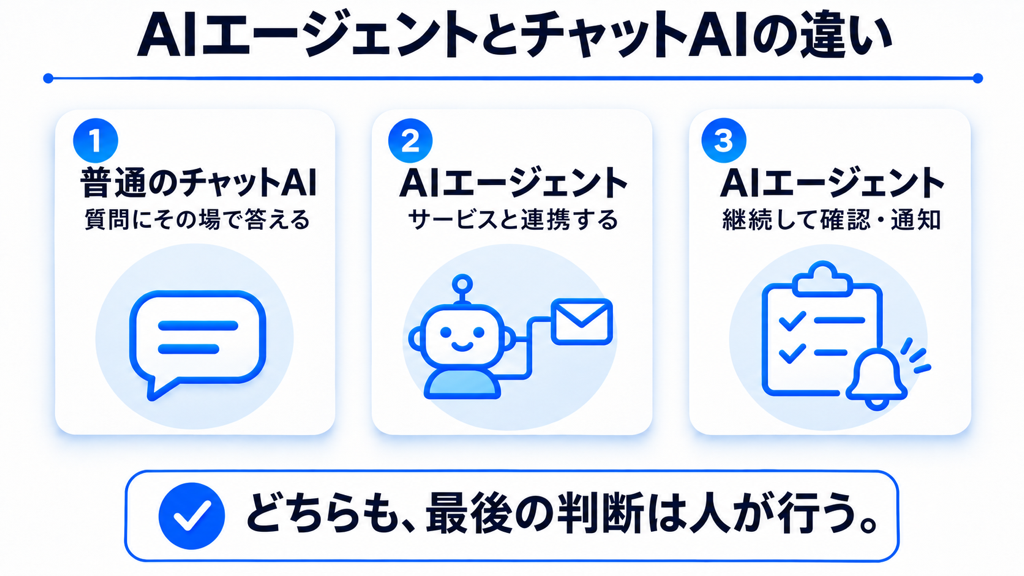 AIエージェントとチャットAIの違い
1
普通のチャットAI
質問にその場で答える
2
AIエージェント
サービスと連携する
3
AIエージェント
継続して確認・通知
どちらも、最後の判断は人が行う。